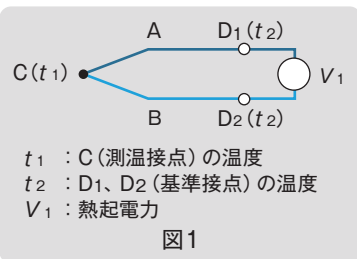 A
D1(t2)
C(t1)
V1
B
D2(t2)
t1 ：C（測温接点）の温度
t2 ：D1、D2（基準接点）の温度
V1 ：熱起電力
図1